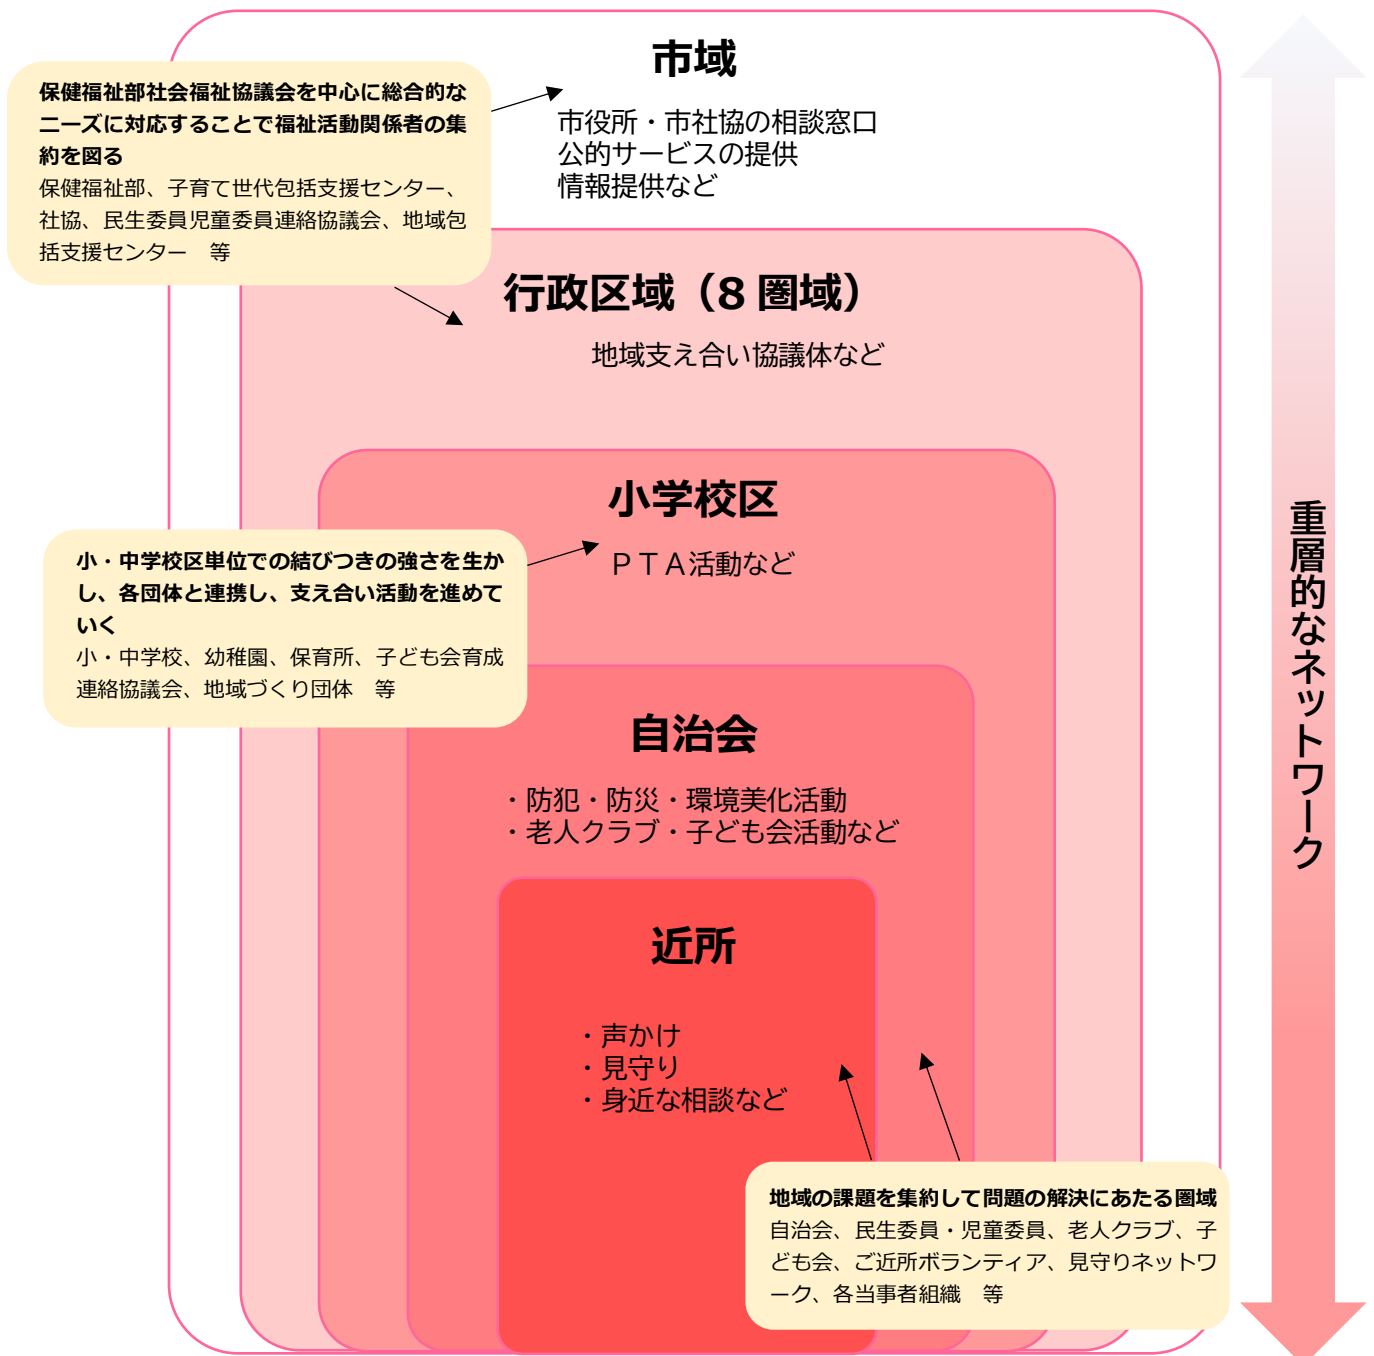 市域
保健福祉部社会福祉協議会を中心に総合的な
ニーズに対応することで福祉活動関係者の集
約を図る
保健福祉部、子育て世代包括支援センター、
社協、民生委員児童委員連絡協議会、地域包
括支援センター　等
市役所・市社協の相談窓口
公的サービスの提供
情報提供など
行政区域（8 圏域）
地域支え合い協議体など
小学校区
ＰＴＡ活動など
小・中学校区単位での結びつきの強さを生か
し、各団体と連携し、支え合い活動を進めて
いく
小・中学校、幼稚園、保育所、子ども会育成
連絡協議会、地域づくり団体　等
自治会
・防犯・防災・環境美化活動
・老人クラブ・子ども会活動など
近所
・声かけ
・見守り
・身近な相談など
地域の課題を集約して問題の解決にあたる圏域
自治会、民生委員・児童委員、老人クラブ、子
ども会、ご近所ボランティア、見守りネットワ
ーク、各当事者組織　等
重層的なネットワーク